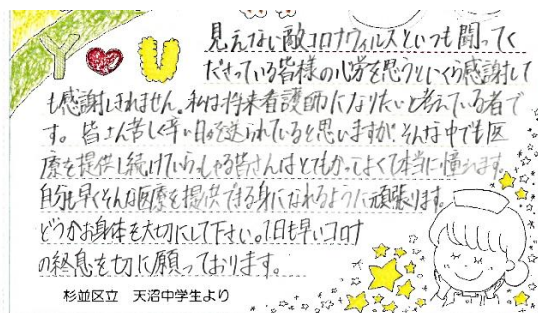 Y ♥ U
見えない敵コロナウィルスといつも闘ってく
ださっている皆様の心労を思うといくら感謝して
も感謝しきれません。私は将来看護師になりたいと考えている者で
す。皆さん苦しく辛い日を送られていると思いますが、そんな中でも医
療を提供し続けていらっしゃる皆さんはとてもかっこよくて本当に憧れます。
自分も早くそんな医療を提供できる身になれるように頑張ります。
どうかお身体を大切にして下さい。1日も早いコロナ
の終息を切に願っております。
杉並区立 天沼中学生より